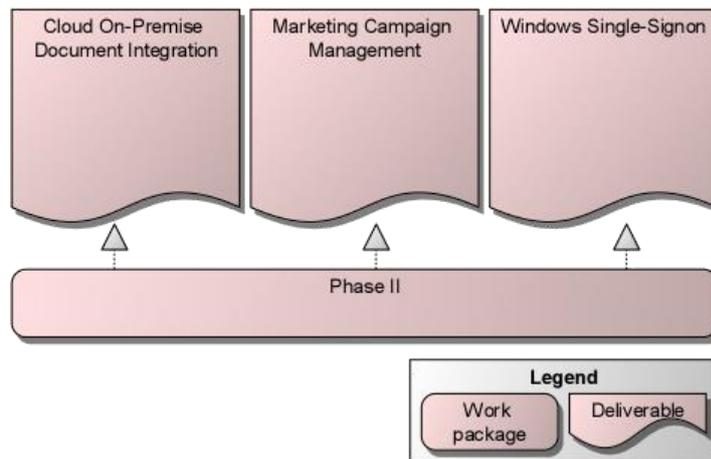 Cloud On-Premise
Document Integration
Marketing Campaign
Management
Windows Single-Signon
Phase II
Legend
Work
package
Deliverable